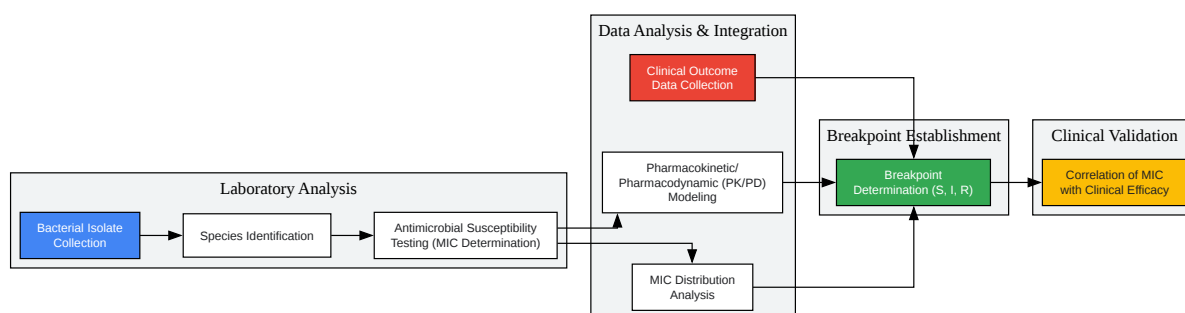 Laboratory Analysis
Bacterial Isolate
Collection
Species Identification
Antimicrobial Susceptibility
Testing (MIC Determination)
Data Analysis & Integration
Clinical Outcome
Data Collection
Pharmacokinetic/
Pharmacodynamic (PK/PD)
Modeling
MIC Distribution
Analysis
Breakpoint Establishment
Breakpoint
Determination (S, I, R)
Clinical Validation
Correlation of MIC
with Clinical Efficacy